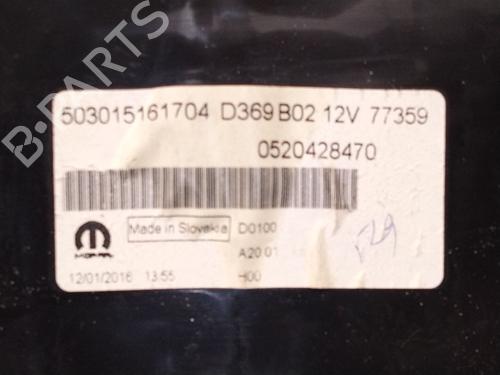 B-PARTS
503015161704 D369 B02 12V 77359
0520428470
Made in Slovakia D0100
MOPAR A20 01
12/01/2016 13:55 H00